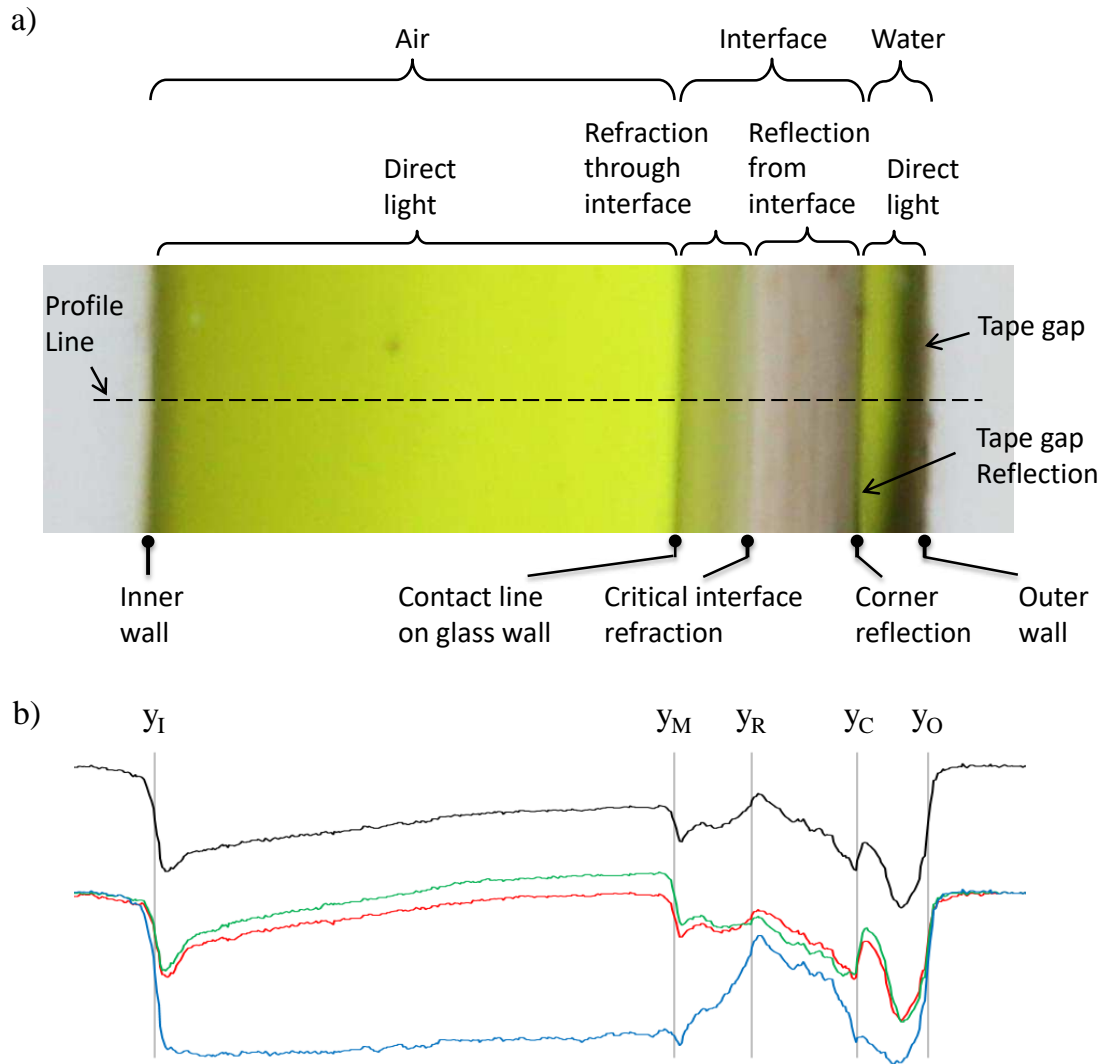 a)
Air
Interface
Water
Direct
light
Refraction
through
interface
Reflection
from
interface
Direct
light
Profile
Line
Tape gap
Tape gap
Reflection
Inner
wall
Contact line
on glass wall
Critical interface
refraction
Corner
reflection
Outer
wall
b)
yI
yM
yR
yC
yO